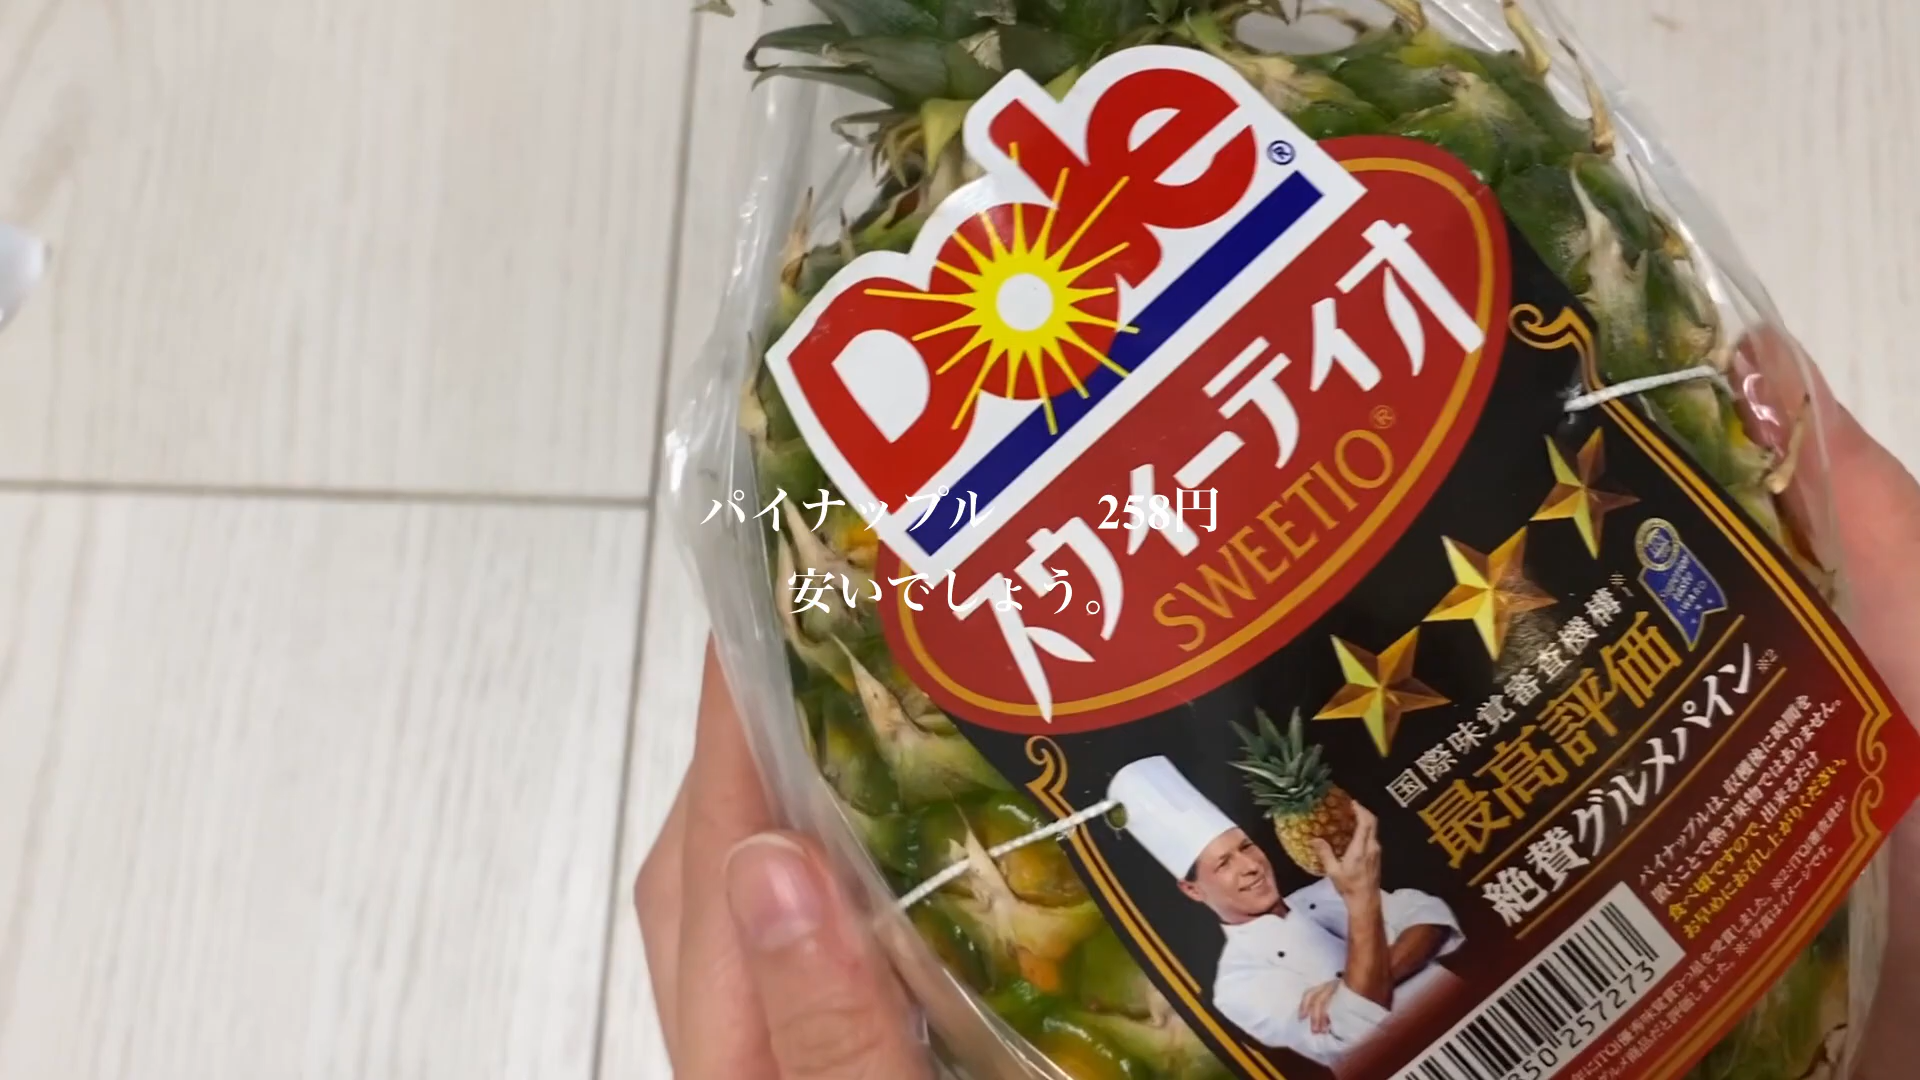 Dole®
スウィーティオ
SWEETIO®
パイナップル 258円
安いでしょう。
国際味覚審査機構※1
最高評価
絶賛グルメパイン※2
パイナップルは、収穫後に時間を
置くことで熟す果物ではありません。
食べ頃ですので、出来るだけ
お早めにお召し上がりください。
257273